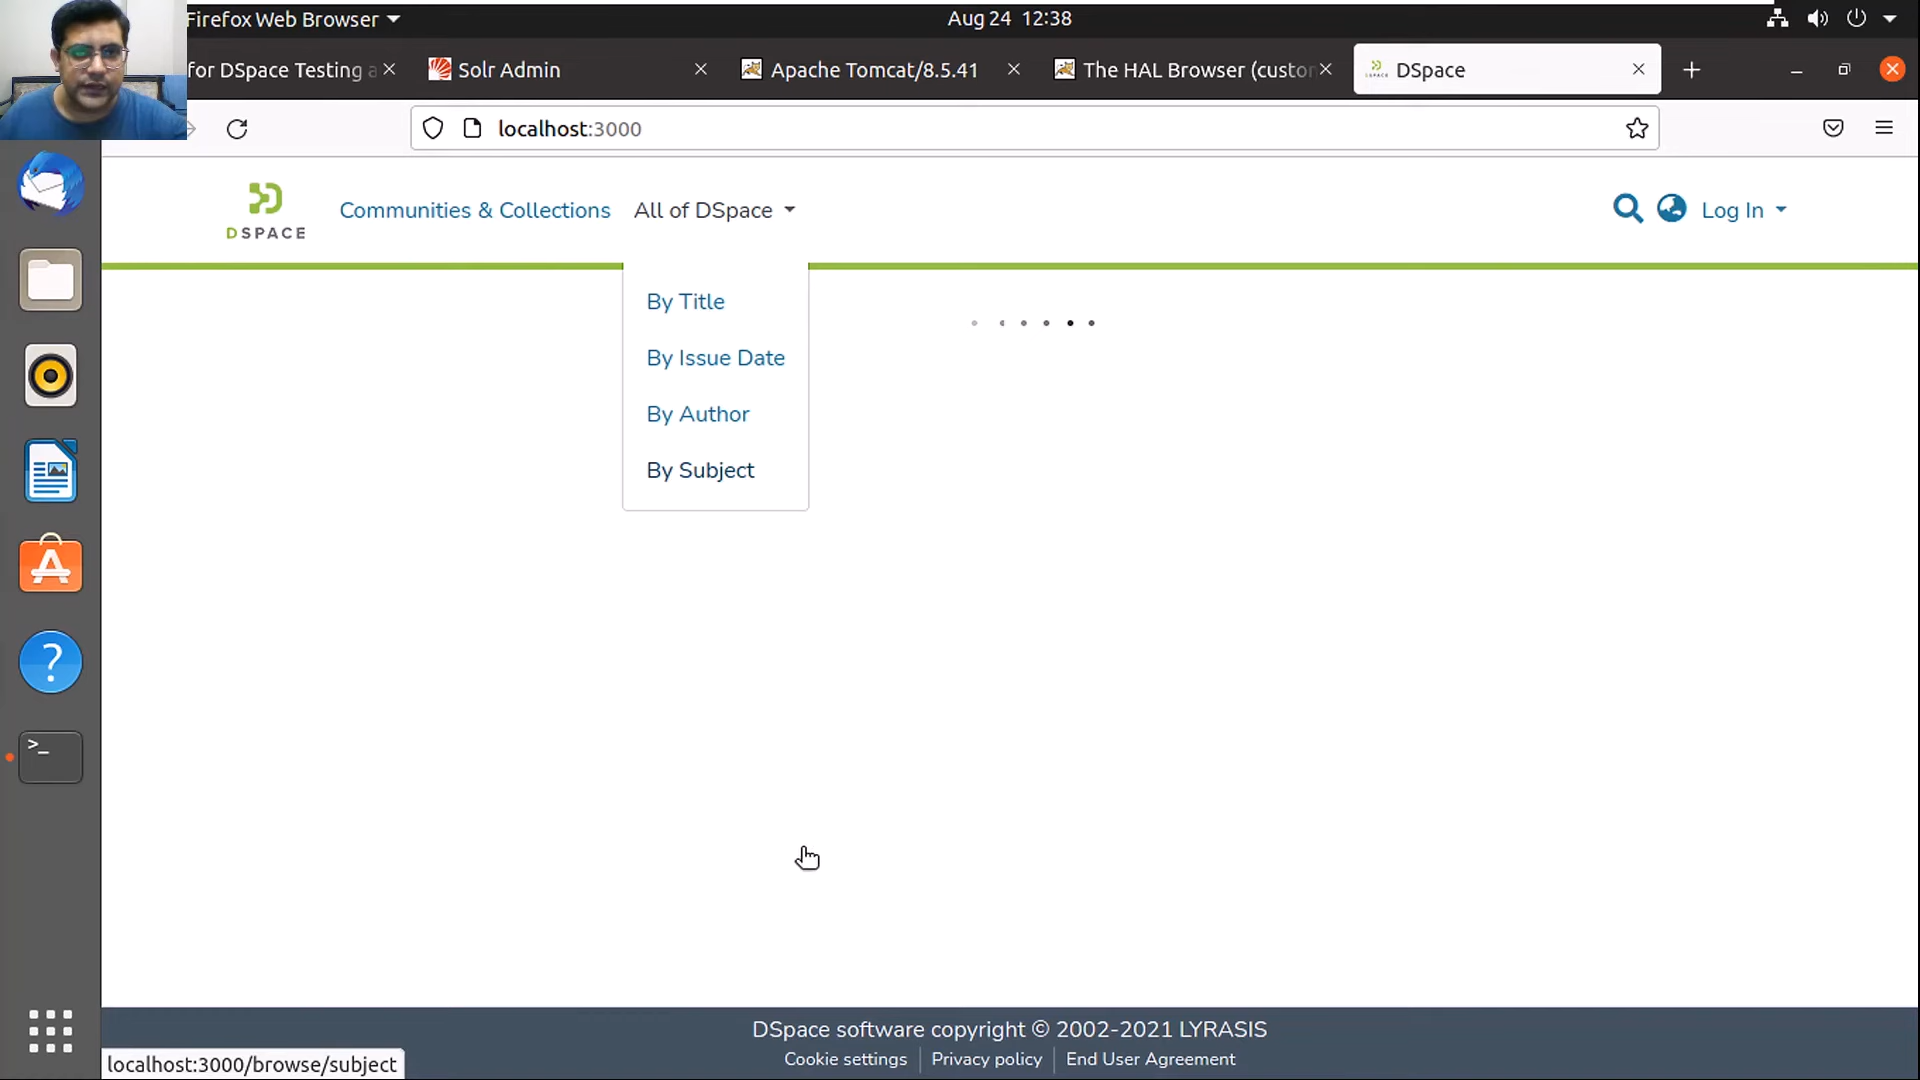 Firefox Web Browser
Aug 24 12:38
for DSpace Testing a
Solr Admin
Apache Tomcat/8.5.41
The HAL Browser (custor
DSpace
localhost:3000
DSPACE
Communities & Collections
All of DSpace
Log In
By Title
By Issue Date
By Author
By Subject
DSpace software copyright © 2002-2021 LYRASIS
Cookie settings
Privacy policy
End User Agreement
localhost:3000/browse/subject